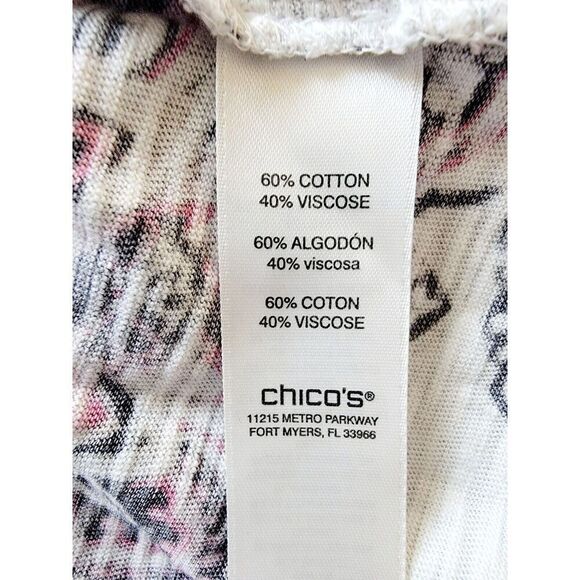 60% COTTON
40% VISCOSE
60% ALGODÓN
40% viscosa
60% COTON
40% VISCOSE
chico's®
11215 METRO PARKWAY
FORT MYERS, FL 33966